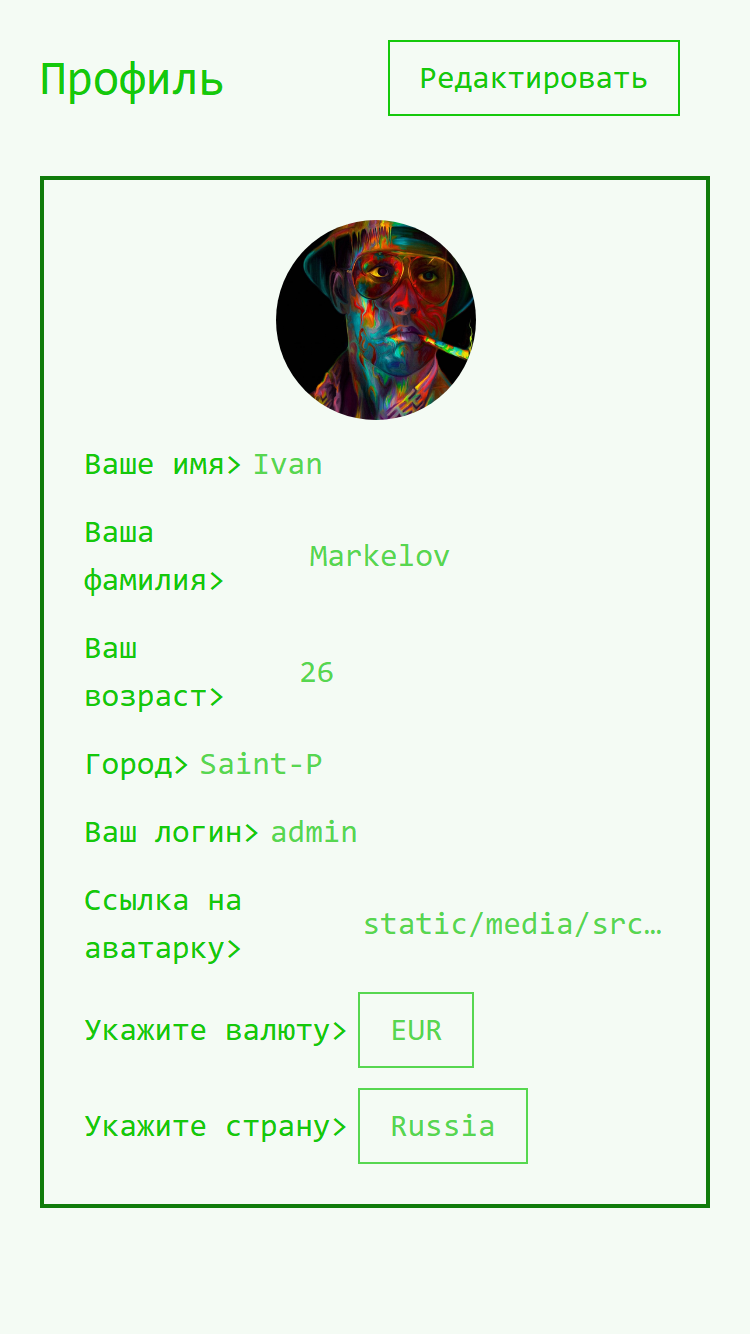 Профиль
Редактировать
Ваше имя> Ivan
Ваша
фамилия> Markelov
Ваш
возраст> 26
Город> Saint-P
Ваш логин> admin
Ссылка на
аватарку> static/media/src…
Укажите валюту> EUR
Укажите страну> Russia